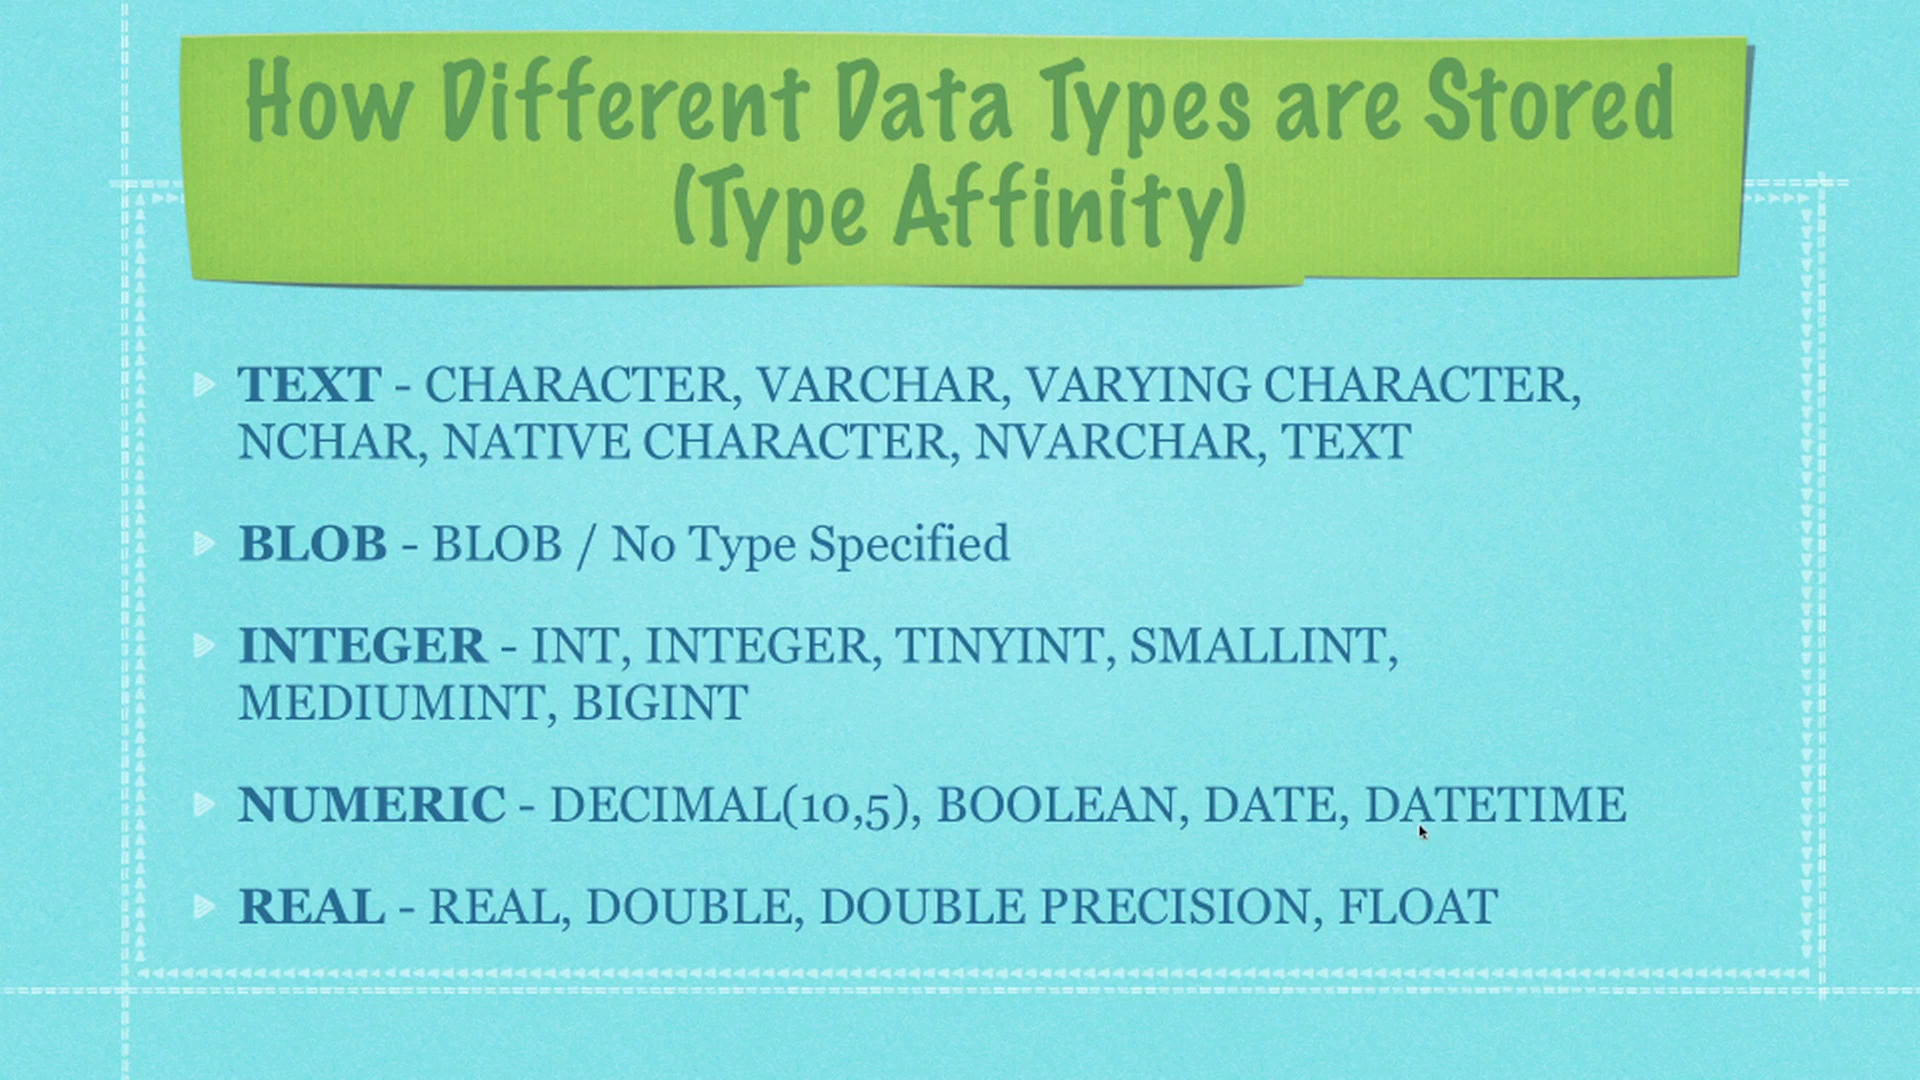 How Different Data Types are Stored
(Type Affinity)
TEXT - CHARACTER, VARCHAR, VARYING CHARACTER,
NCHAR, NATIVE CHARACTER, NVARCHAR, TEXT
BLOB - BLOB / No Type Specified
INTEGER - INT, INTEGER, TINYINT, SMALLINT,
MEDIUMINT, BIGINT
NUMERIC - DECIMAL(10,5), BOOLEAN, DATE, DATETIME
REAL - REAL, DOUBLE, DOUBLE PRECISION, FLOAT